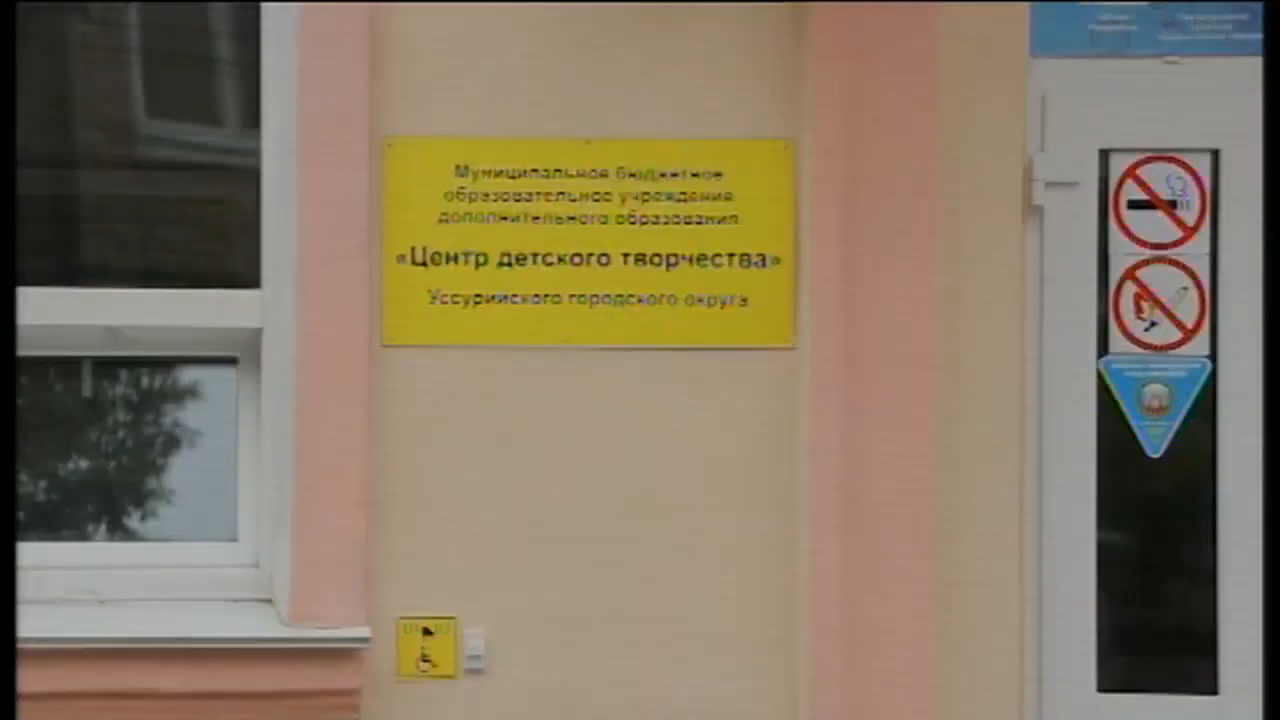 Муниципальное бюджетное
образовательное учреждение
дополнительного образования
«Центр детского творчества»
Уссурийского городского округа